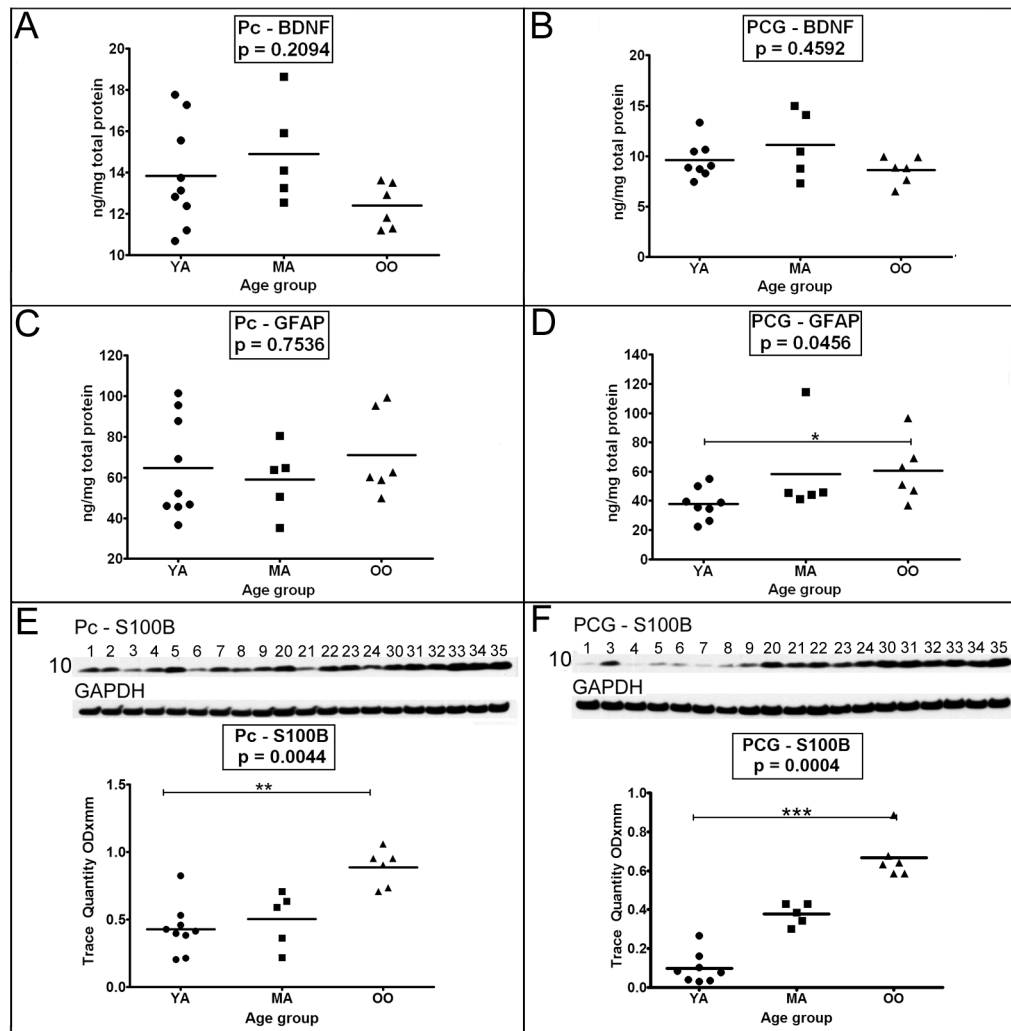 A
Pc - BDNF
p = 0.2094
20
18
16
14
12
10
ng/mg total protein
YA MA OO
Age group
B
PCG - BDNF
p = 0.4592
20
15
10
5
0
ng/mg total protein
YA MA OO
Age group
C
Pc - GFAP
p = 0.7536
120
100
80
60
40
20
ng/mg total protein
YA MA OO
Age group
D
PCG - GFAP
p = 0.0456
140
120
100
80
60
40
20
0
ng/mg total protein
*
YA MA OO
Age group
E
Pc - S100B
1 2 3 4 5 6 7 8 9 20 21 22 23 24 30 31 32 33 34 35
10
GAPDH
Pc - S100B
p = 0.0044
1.5
1.0
0.5
0.0
Trace Quantity ODxmm
**
YA MA OO
Age group
F
PCG - S100B
1 3 4 5 6 7 8 9 20 21 22 23 24 30 31 32 33 34 35
10
GAPDH
PCG - S100B
p = 0.0004
1.0
0.8
0.6
0.4
0.2
0.0
Trace Quantity ODxmm
***
YA MA OO
Age group